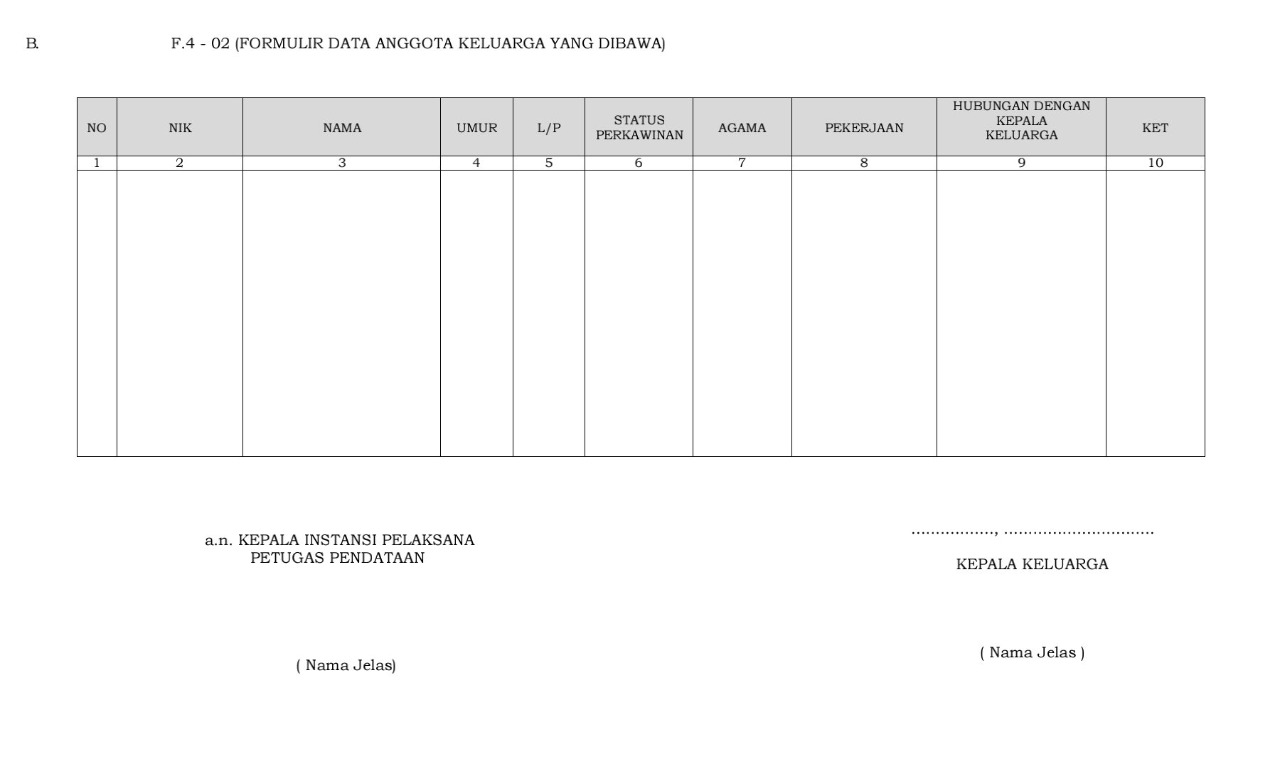 B. F.4 - 02 (FORMULIR DATA ANGGOTA KELUARGA YANG DIBAWA)
NO NIK NAMA UMUR L/P STATUS PERKAWINAN AGAMA PEKERJAAN HUBUNGAN DENGAN KEPALA KELUARGA KET
1 2 3 4 5 6 7 8 9 10
................., ...............................
a.n. KEPALA INSTANSI PELAKSANA
PETUGAS PENDATAAN
KEPALA KELUARGA
( Nama Jelas )
( Nama Jelas)